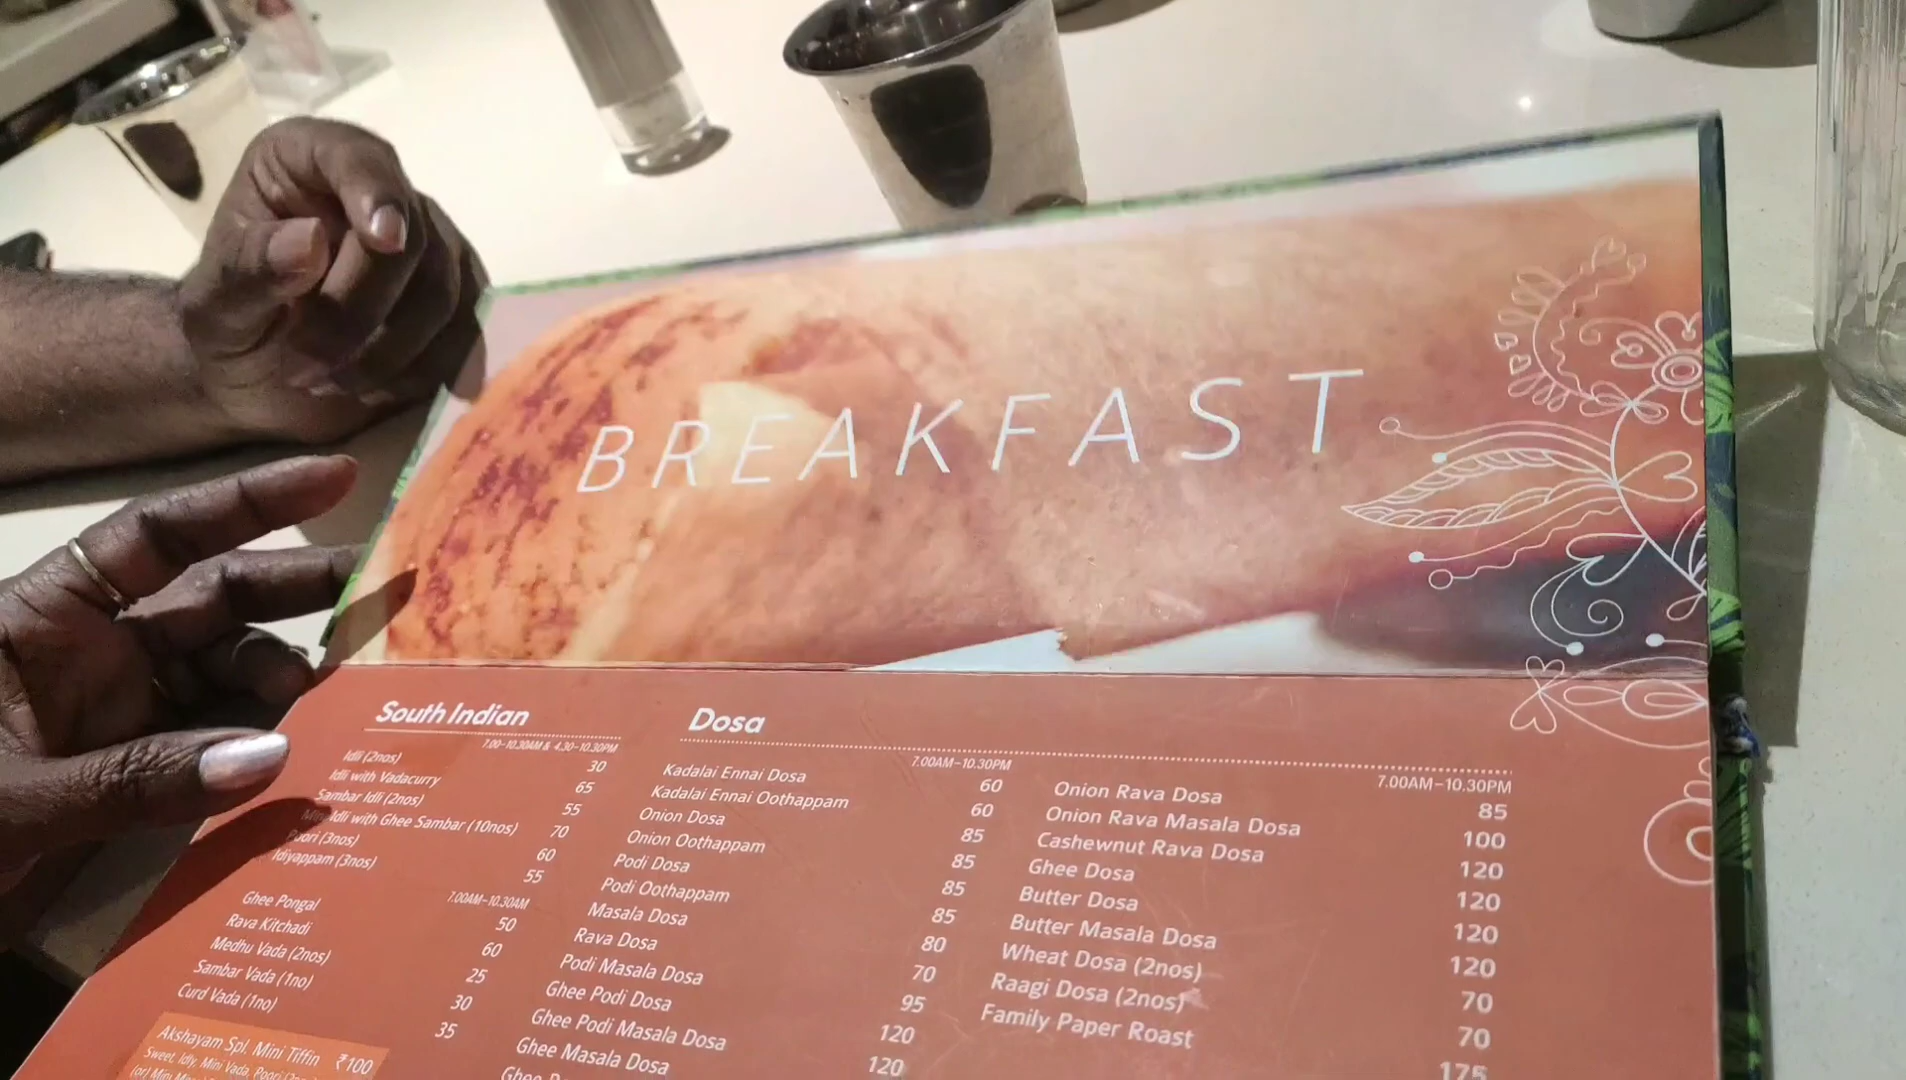 BREAKFAST
South Indian
7.00-10.30AM & 4.30-10.30PM
Idli (2nos) 30
Idli with Vadacurry 65
Sambar Idli (2nos) 55
Mini Idli with Ghee Sambar (10nos) 70
Poori (3nos) 60
Idiyappam (3nos) 55
7.00AM-10.30AM
Ghee Pongal 50
Rava Kitchadi 60
Medhu Vada (2nos) 25
Sambar Vada (1no) 30
Curd Vada (1no) 35
Akshayam Spl. Mini Tiffin ₹100
Sweet, Idly, Mini Vada, Poori
(or) Mini
Dosa
7.00AM-10.30PM
Kadalai Ennai Dosa 60
Kadalai Ennai Oothappam 60
Onion Dosa 85
Onion Oothappam 85
Podi Dosa 85
Podi Oothappam 85
Masala Dosa 80
Rava Dosa 70
Podi Masala Dosa 95
Ghee Podi Dosa 120
Ghee Podi Masala Dosa 120
Ghee Masala Dosa
Ghee
7.00AM-10.30PM
Onion Rava Dosa 85
Onion Rava Masala Dosa 100
Cashewnut Rava Dosa 120
Ghee Dosa 120
Butter Dosa 120
Butter Masala Dosa 120
Wheat Dosa (2nos) 70
Raagi Dosa (2nos) 70
Family Paper Roast 175